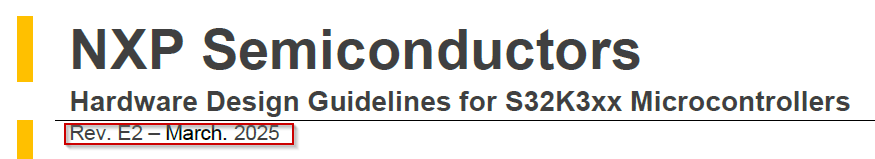 NXP Semiconductors
Hardware Design Guidelines for S32K3xx Microcontrollers
Rev. E2 – March. 2025